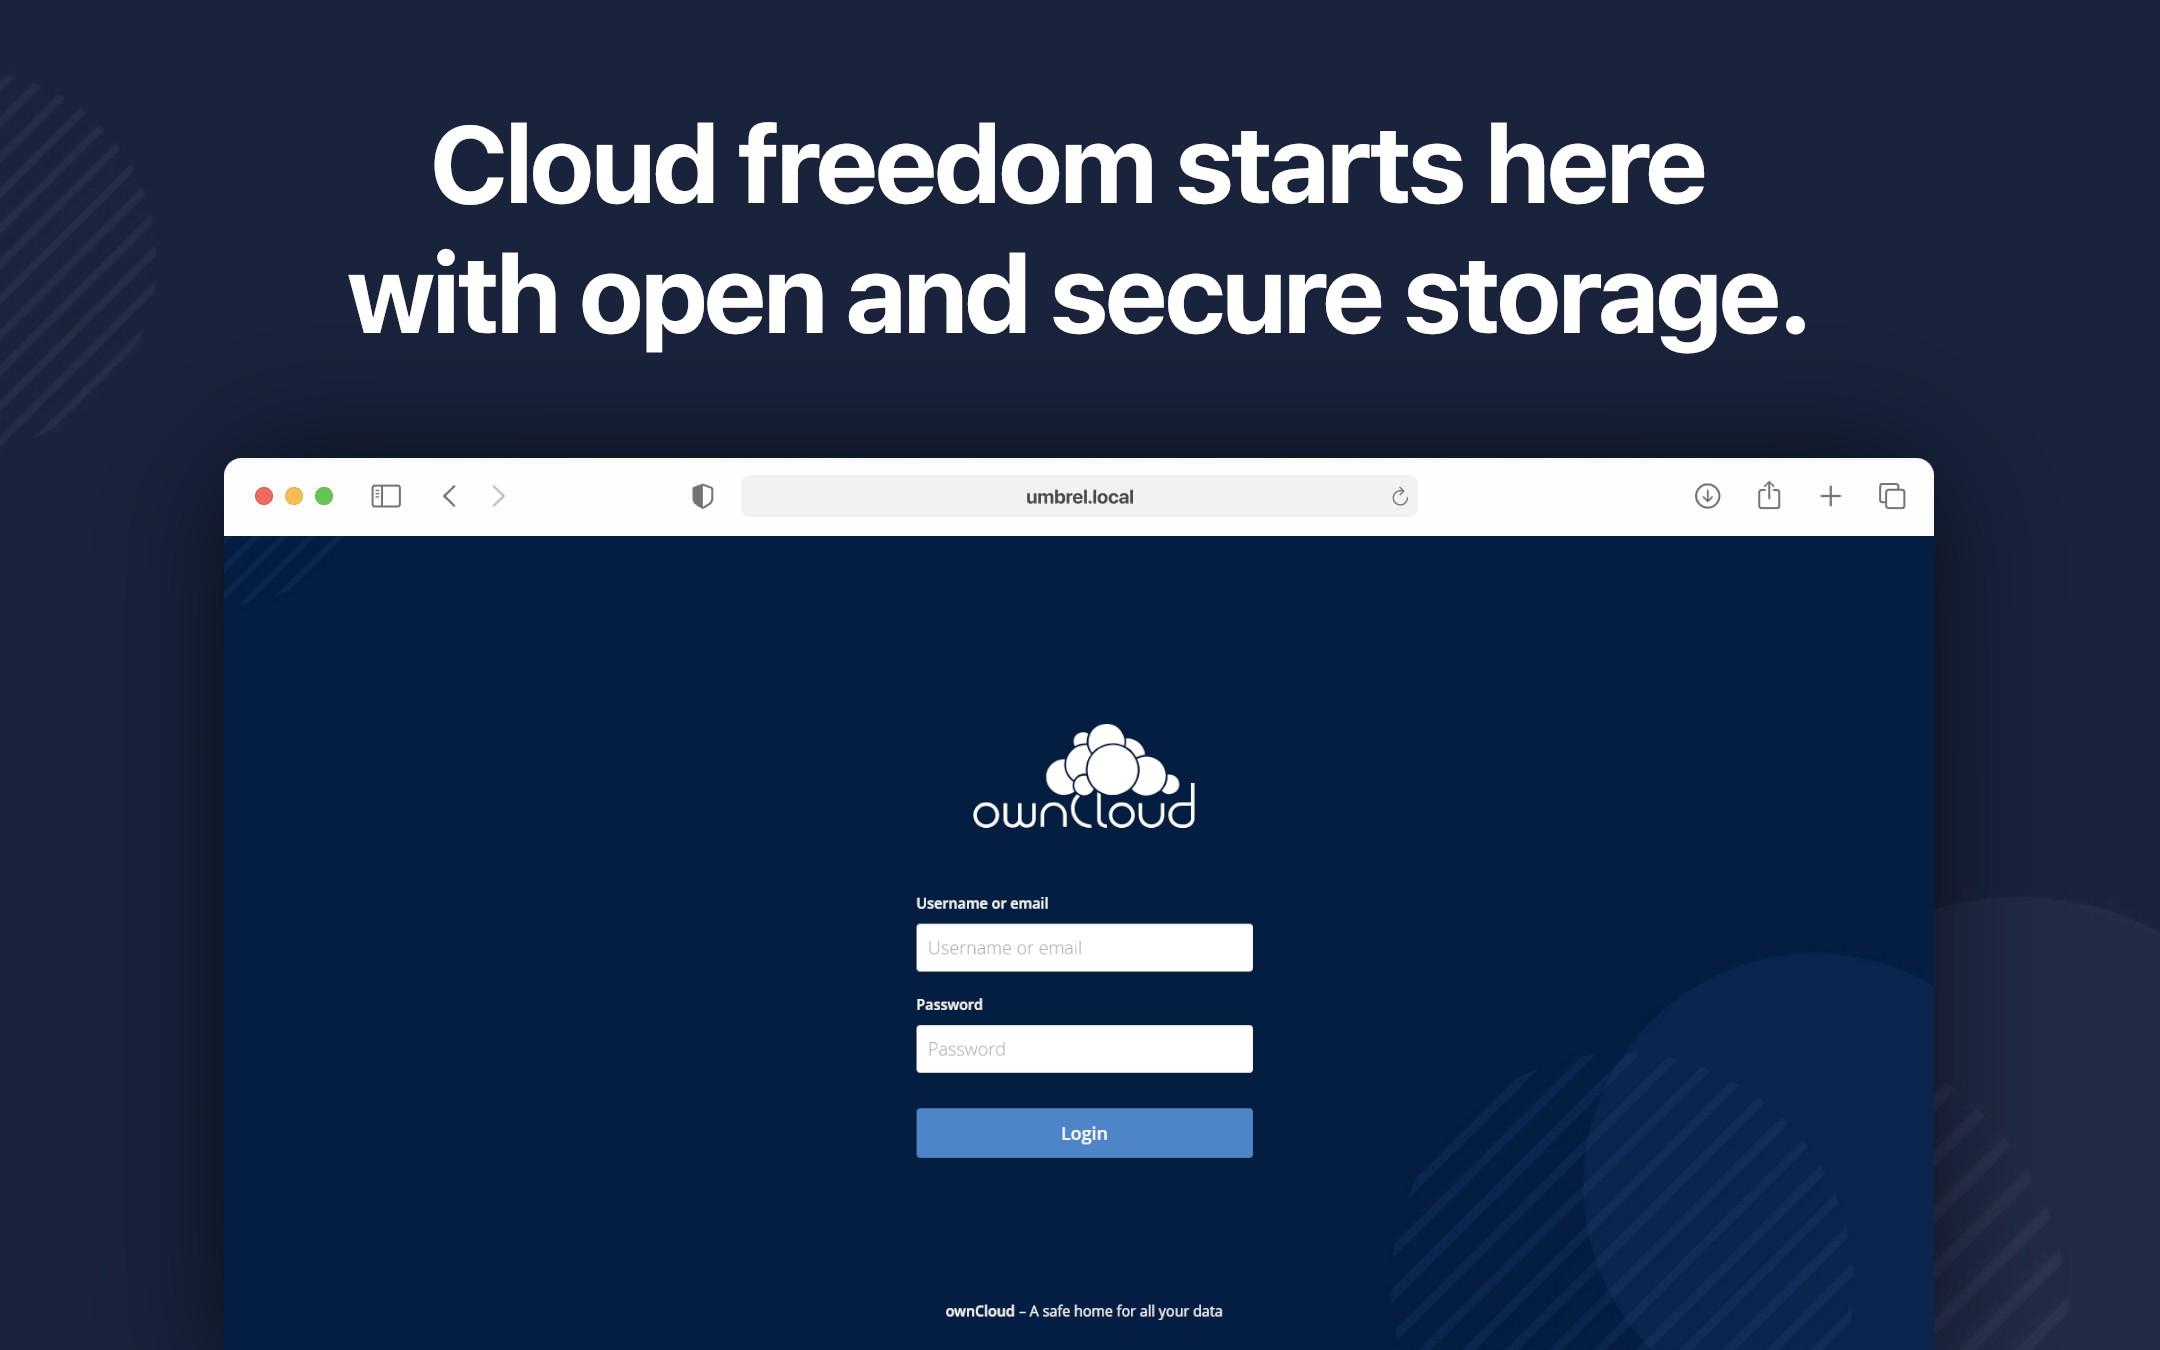 Cloud freedom starts here
with open and secure storage.
umbrel.local
ownCloud
Username or email
Username or email
Password
Password
Login
ownCloud – A safe home for all your data